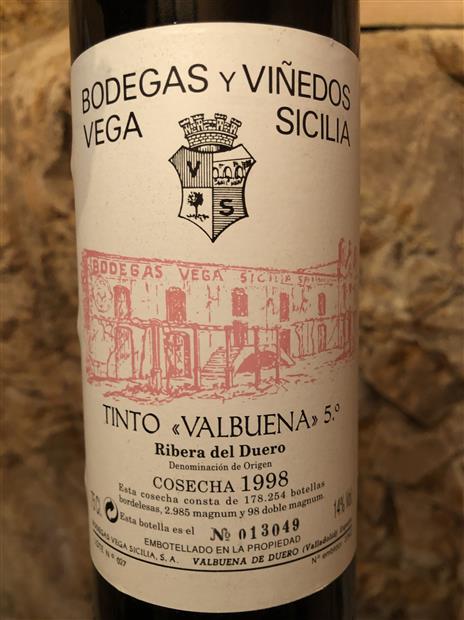 BODEGAS Y VIÑEDOS
VEGA SICILIA
V
S
BODEGAS VEGA SICILIA
TINTO «VALBUENA» 5.º
Ribera del Duero
Denominación de Origen
COSECHA 1998
Esta cosecha consta de 178.254 botellas
bordelesas, 2.985 magnum y 98 doble magnum.
Esta botella es el Nº 013049
14% Vol.
EMBOTELLADO EN LA PROPIEDAD
BODEGAS VEGA SICILIA, S. A. VALBUENA DE DUERO (Valladolid)